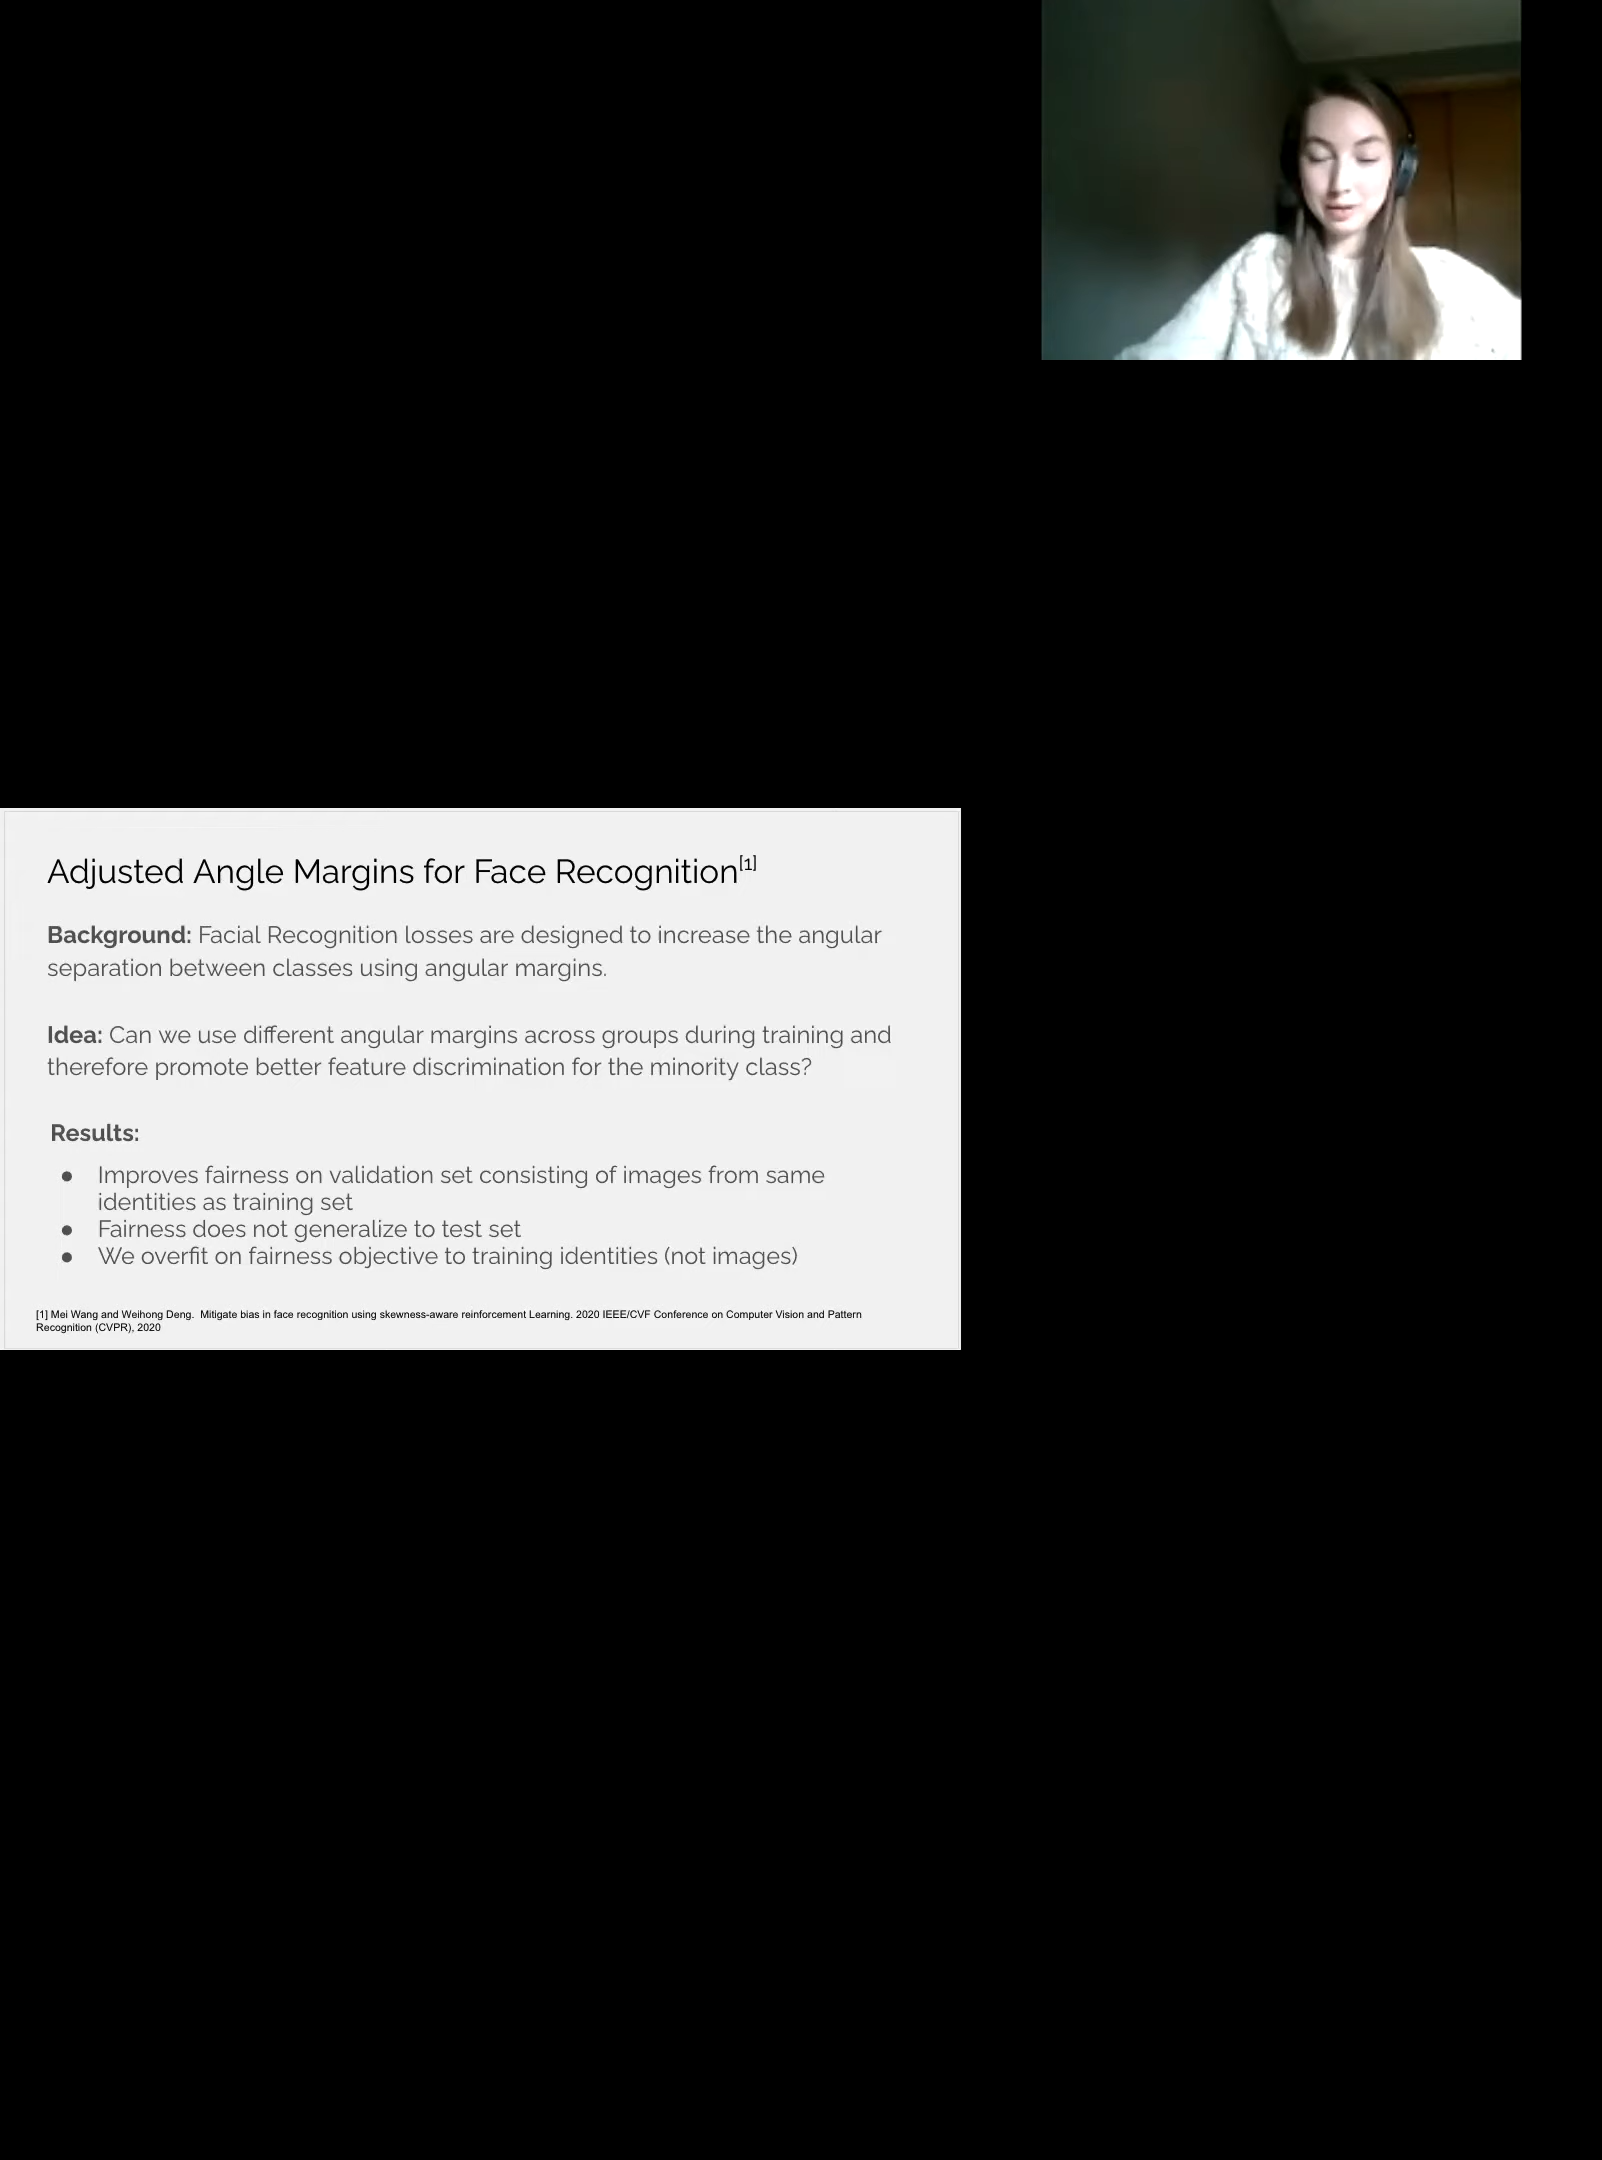 Adjusted Angle Margins for Face Recognition[1]
Background: Facial Recognition losses are designed to increase the angular
separation between classes using angular margins.
Idea: Can we use different angular margins across groups during training and
therefore promote better feature discrimination for the minority class?
Results:
● Improves fairness on validation set consisting of images from same
identities as training set
● Fairness does not generalize to test set
● We overfit on fairness objective to training identities (not images)
[1] Mei Wang and Weihong Deng. Mitigate bias in face recognition using skewness-aware reinforcement Learning. 2020 IEEE/CVF Conference on Computer Vision and Pattern
Recognition (CVPR), 2020